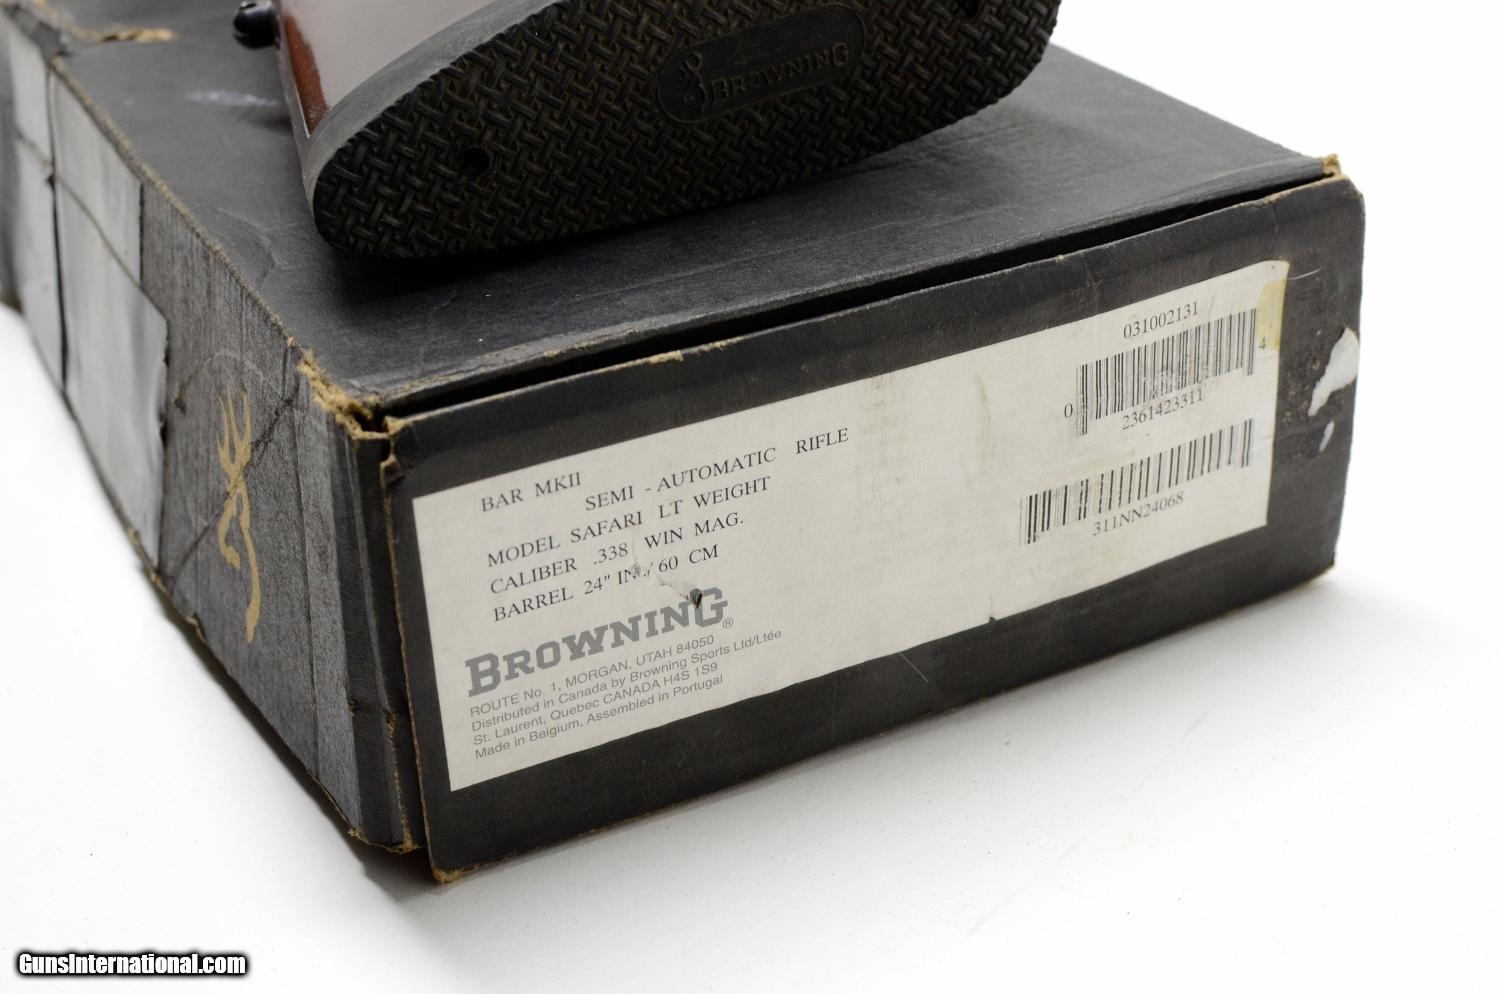 BROWNING
031002131
0 2361423311 4
311NN24068
BAR MKII
SEMI - AUTOMATIC RIFLE
MODEL SAFARI LT WEIGHT
CALIBER .338 WIN MAG.
BARREL 24" IN./ 60 CM
BROWNING®
ROUTE No. 1, MORGAN, UTAH 84050
Distributed in Canada by Browning Sports Ltd/Ltée
St. Laurent, Quebec CANADA H4S 1S9
Made in Belgium, Assembled in Portugal
GunsInternational.com